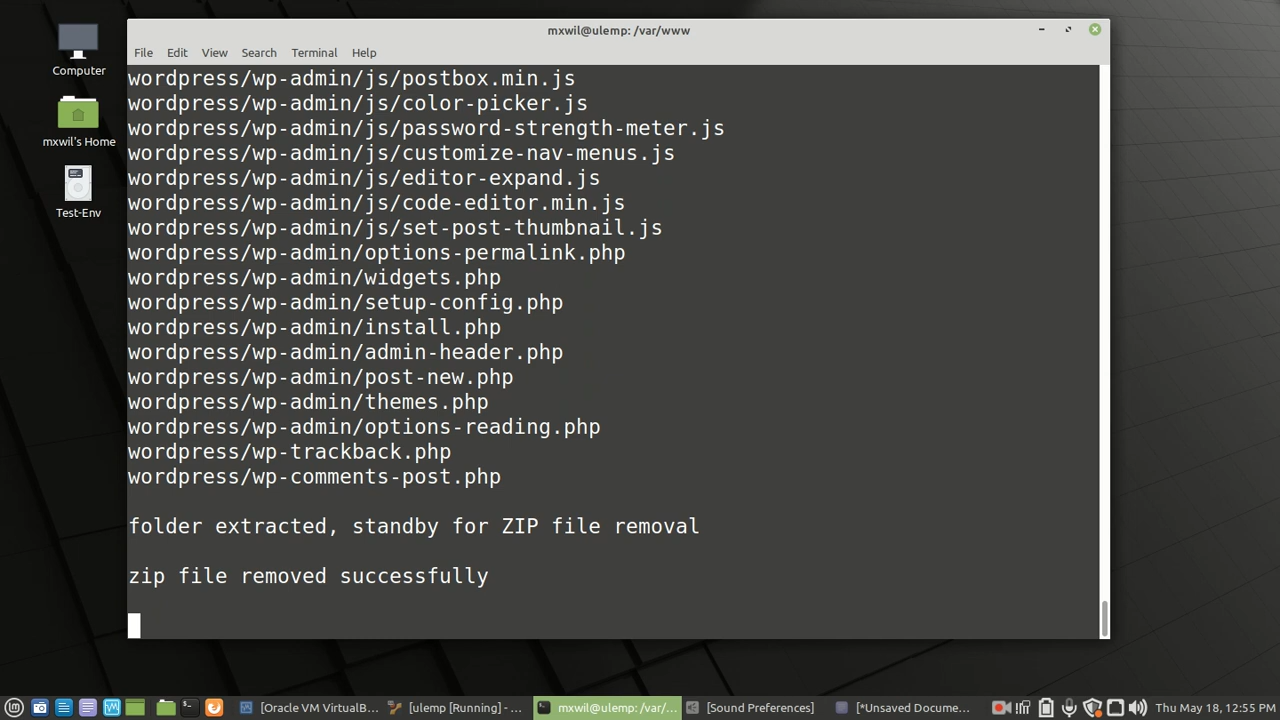 mxwil@ulemp: /var/www
File Edit View Search Terminal Help
Computer
mxwil's Home
Test-Env
wordpress/wp-admin/js/postbox.min.js
wordpress/wp-admin/js/color-picker.js
wordpress/wp-admin/js/password-strength-meter.js
wordpress/wp-admin/js/customize-nav-menus.js
wordpress/wp-admin/js/editor-expand.js
wordpress/wp-admin/js/code-editor.min.js
wordpress/wp-admin/js/set-post-thumbnail.js
wordpress/wp-admin/options-permalink.php
wordpress/wp-admin/widgets.php
wordpress/wp-admin/setup-config.php
wordpress/wp-admin/install.php
wordpress/wp-admin/admin-header.php
wordpress/wp-admin/post-new.php
wordpress/wp-admin/themes.php
wordpress/wp-admin/options-reading.php
wordpress/wp-trackback.php
wordpress/wp-comments-post.php
folder extracted, standby for ZIP file removal
zip file removed successfully
[Oracle VM VirtualB... [ulemp [Running] - ... mxwil@ulemp: /var/... [Sound Preferences] [*Unsaved Docume... Thu May 18, 12:55 PM